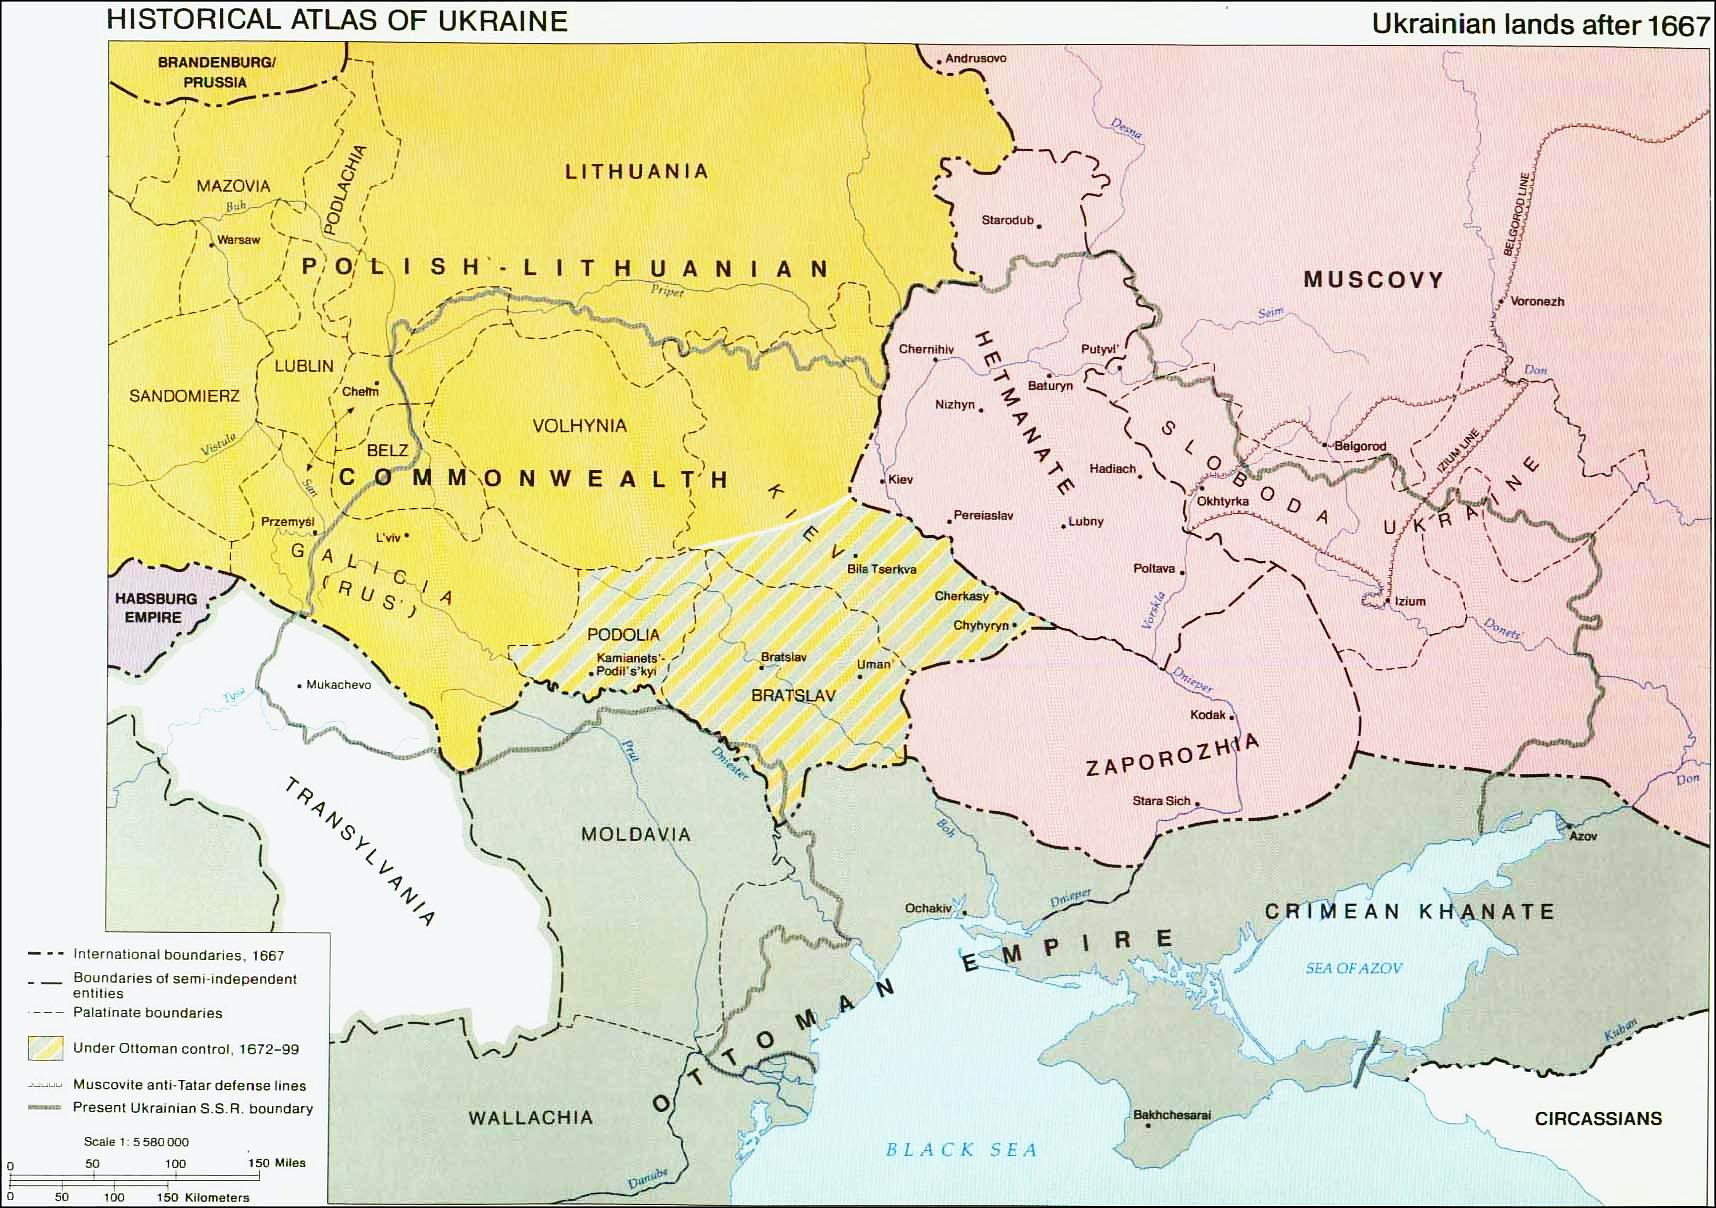 HISTORICAL ATLAS OF UKRAINE
Ukrainian lands after 1667
BRANDENBURG/
PRUSSIA
Andrusovo
Desna
LITHUANIA
PODLACHIA
MAZOVIA
Buh
Warsaw
Starodub
BELGOROD LINE
POLISH-LITHUANIAN
Pripet
MUSCOVY
Voronezh
Seim
HETMANATE
Chernihiv
Putyvl'
Baturyn
Don
LUBLIN
Chełm
SANDOMIERZ
Nizhyn
VOLHYNIA
Vistula
BELZ
SLOBODA UKRAINE
Belgorod
IZIUM LINE
COMMONWEALTH
Hadiach
San
Kiev
KIEV
Okhtyrka
Przemyśl
L'viv
Pereiaslav
Lubny
GALICIA
(RUS')
Bila Tserkva
Poltava
HABSBURG
EMPIRE
Cherkasy
Vorskla
Izium
Chyhyryn
Donets'
PODOLIA
Kamianets'-
Podil's'kyi
Bratslav
Uman'
Mukachevo
Tysa
BRATSLAV
Dnieper
Kodak
Prut
Dniester
ZAPOROZHIA
Don
TRANSYLVANIA
Stara Sich
MOLDAVIA
Boh
Azov
Dnieper
Ochakiv
CRIMEAN KHANATE
OTTOMAN EMPIRE
SEA OF AZOV
Kuban
WALLACHIA
Bakhchesarai
CIRCASSIANS
BLACK SEA
Danube
International boundaries, 1667
Boundaries of semi-independent
entities
Palatinate boundaries
Under Ottoman control, 1672–99
Muscovite anti-Tatar defense lines
Present Ukrainian S.S.R. boundary
Scale 1: 5 580 000
0 50 100 150 Miles
0 50 100 150 Kilometers